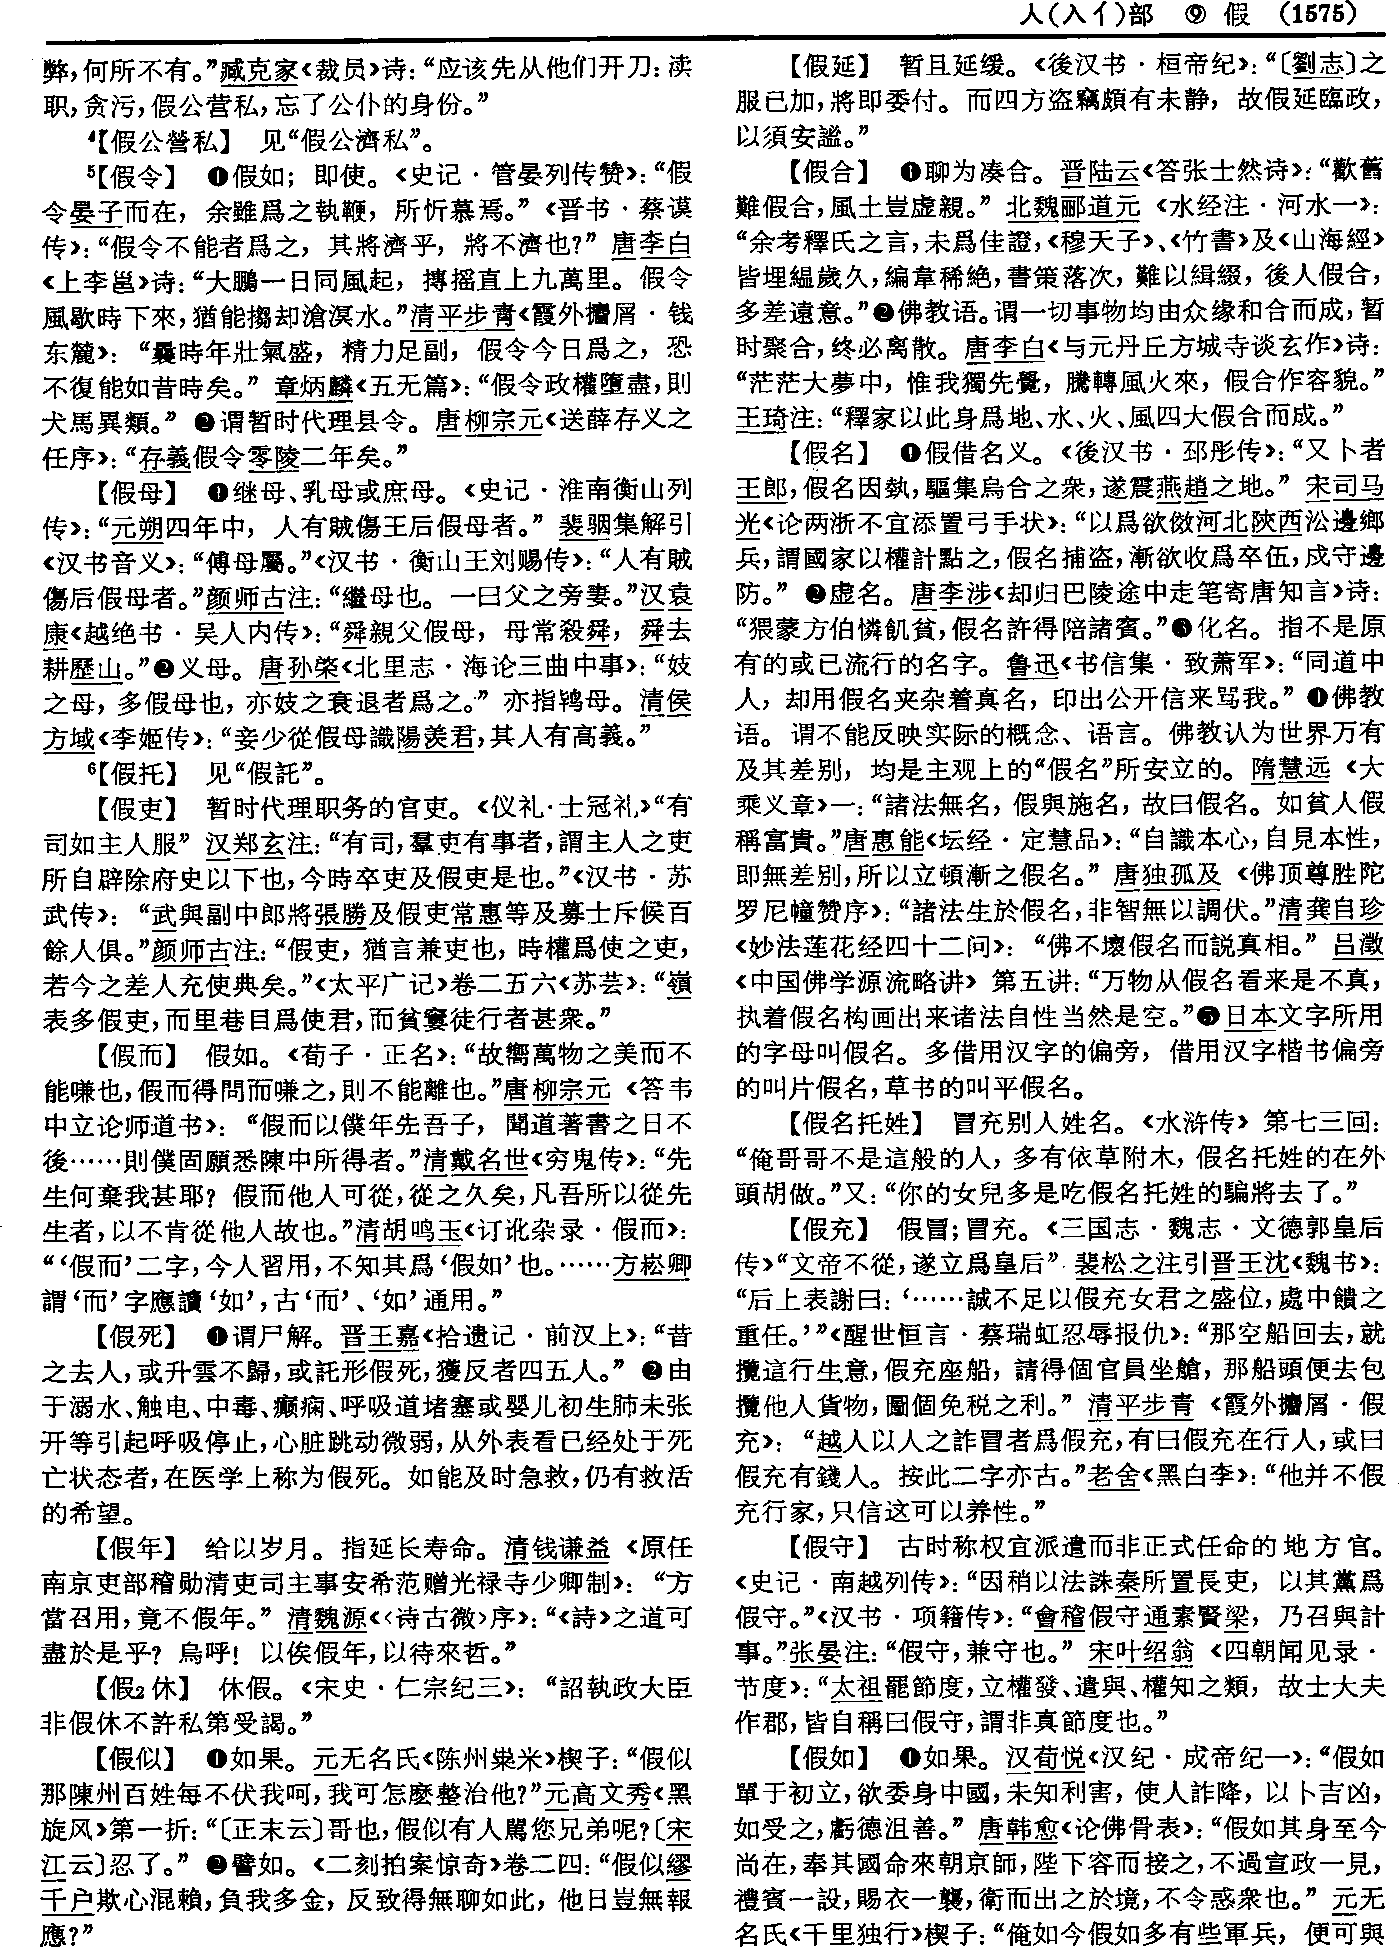 人(入亻)部　⑨　假　(1575)
弊，何所不有。”臧克家《裁员》诗：“应该先从他们开刀：渎
职，贪污，假公营私，忘了公仆的身份。”
⁴【假公營私】　见“假公濟私”。
⁵【假令】　❶假如；即使。《史记·管晏列传赞》：“假
令晏子而在，余雖爲之執鞭，所忻慕焉。”《晋书·蔡谟
传》：“假令不能者爲之，其將濟乎，將不濟也？”唐李白
《上李邕》诗：“大鵬一日同風起，摶摇直上九萬里。假令
風歇時下來，猶能搊却滄溟水。”清平步青《霞外攟屑·钱
东麓》：“曩時年壯氣盛，精力足副，假令今日爲之，恐
不復能如昔時矣。”章炳麟《五无篇》：“假令政權墮盡，則
犬馬異類。”❷谓暂时代理县令。唐柳宗元《送薛存义之
任序》：“存義假令零陵二年矣。”
【假母】　❶继母、乳母或庶母。《史记·淮南衡山列
传》：“元朔四年中，人有贼傷王后假母者。”裴骃集解引
《汉书音义》：“傅母屬。”《汉书·衡山王刘赐传》：“人有贼
傷后假母者。”颜师古注：“繼母也。一曰父之旁妻。”汉袁
康《越绝书·吴人内传》：“舜親父假母，母常殺舜，舜去
耕歷山。”❷义母。唐孙棨《北里志·海论三曲中事》：“妓
之母，多假母也，亦妓之衰退者爲之。”亦指鸨母。清侯
方域《李姬传》：“妾少從假母識陽羨君，其人有高義。”
⁶【假托】　见“假託”。
【假吏】　暂时代理职务的官吏。《仪礼·士冠礼》“有
司如主人服”汉郑玄注：“有司，羣吏有事者，謂主人之吏
所自辟除府史以下也，今時卒吏及假吏是也。”《汉书·苏
武传》：“武與副中郎將張勝及假吏常惠等及募士斥候百
餘人俱。”颜师古注：“假吏，猶言兼吏也，時權爲使之吏，
若今之差人充使典矣。”《太平广记》卷二五六《苏芸》：“嶺
表多假吏，而里巷目爲使君，而貧窶徒行者甚衆。”
【假而】　假如。《荀子·正名》：“故嚮萬物之美而不
能嗛也，假而得問而嗛之，則不能離也。”唐柳宗元《答韦
中立论师道书》：“假而以僕年先吾子，聞道著書之日不
後……則僕固願悉陳中所得者。”清戴名世《穷鬼传》：“先
生何棄我甚耶？假而他人可從，從之久矣，凡吾所以從先
生者，以不肯從他人故也。”清胡鸣玉《订讹杂录·假而》：
“‘假而’二字，今人習用，不知其爲‘假如’也。……方崧卿
謂‘而’字應讀‘如’，古‘而’、‘如’通用。”
【假死】　❶谓尸解。晋王嘉《拾遗记·前汉上》：“昔
之去人，或升雲不歸，或託形假死，獲反者四五人。”❷由
于溺水、触电、中毒、癫痫、呼吸道堵塞或婴儿初生肺未张
开等引起呼吸停止，心脏跳动微弱，从外表看已经处于死
亡状态者，在医学上称为假死。如能及时急救，仍有救活
的希望。
【假年】　给以岁月。指延长寿命。清钱谦益《原任
南京吏部稽勋清吏司主事安希范赠光禄寺少卿制》：“方
當召用，竟不假年。”清魏源《〈诗古微〉序》：“《詩》之道可
盡於是乎？烏呼！以俟假年，以待來哲。”
【假₂休】　休假。《宋史·仁宗纪三》：“詔執政大臣
非假休不許私第受謁。”
【假似】　❶如果。元无名氏《陈州粜米》楔子：“假似
那陳州百姓每不伏我呵，我可怎麽整治他？”元高文秀《黑
旋风》第一折：“〔正末云〕哥也，假似有人駡您兄弟呢？〔宋
江云〕忍了。”❷譬如。《二刻拍案惊奇》卷二四：“假似繆
千户欺心混賴，負我多金，反致得無聊如此，他日豈無報
應？”
【假延】　暂且延缓。《後汉书·桓帝纪》：“〔劉志〕之
服已加，將即委付。而四方盗竊頗有未静，故假延臨政，
以須安謐。”
【假合】　❶聊为凑合。晋陆云《答张士然诗》：“歡舊
難假合，風土豈虚親。”北魏郦道元《水经注·河水一》：
“余考釋氏之言，未爲佳證，《穆天子》、《竹書》及《山海經》
皆埋緼歲久，編韋稀絶，書策落次，難以緝綴，後人假合，
多差遠意。”❷佛教语。谓一切事物均由众缘和合而成，暂
时聚合，终必离散。唐李白《与元丹丘方城寺谈玄作》诗：
“茫茫大夢中，惟我獨先覺，騰轉風火來，假合作容貌。”
王琦注：“釋家以此身爲地、水、火、風四大假合而成。”
【假名】　❶假借名义。《後汉书·邳彤传》：“又卜者
王郎，假名因埶，驅集烏合之衆，遂震燕趙之地。”宋司马
光《论两浙不宜添置弓手状》：“以爲欲倣河北陝西沿邊鄉
兵，謂國家以權計點之，假名捕盗，漸欲收爲卒伍，戍守邊
防。”❷虚名。唐李涉《却归巴陵途中走笔寄唐知言》诗：
“猥蒙方伯憐飢貧，假名許得陪諸賓。”❸化名。指不是原
有的或已流行的名字。鲁迅《书信集·致萧军》：“同道中
人，却用假名夹杂着真名，印出公开信来骂我。”❹佛教
语。谓不能反映实际的概念、语言。佛教认为世界万有
及其差别，均是主观上的“假名”所安立的。隋慧远《大
乘义章》一：“諸法無名，假與施名，故曰假名。如貧人假
稱富貴。”唐惠能《坛经·定慧品》：“自識本心，自見本性，
即無差别，所以立頓漸之假名。”唐独孤及《佛顶尊胜陀
罗尼幢赞序》：“諸法生於假名，非智無以調伏。”清龚自珍
《妙法莲花经四十二问》：“佛不壞假名而説真相。”吕澂
《中国佛学源流略讲》第五讲：“万物从假名看来是不真，
执着假名构画出来诸法自性当然是空。”❺日本文字所用
的字母叫假名。多借用汉字的偏旁，借用汉字楷书偏旁
的叫片假名，草书的叫平假名。
【假名托姓】　冒充别人姓名。《水浒传》第七三回：
“俺哥哥不是這般的人，多有依草附木，假名托姓的在外
頭胡做。”又：“你的女兒多是吃假名托姓的騙將去了。”
【假充】　假冒；冒充。《三国志·魏志·文德郭皇后
传》“文帝不從，遂立爲皇后”裴松之注引晋王沈《魏书》：
“后上表謝曰：‘……誠不足以假充女君之盛位，處中饋之
重任。’”《醒世恒言·蔡瑞虹忍辱报仇》：“那空船回去，就
攬這行生意，假充座船，請得個官員坐艙，那船頭便去包
攬他人貨物，圖個免税之利。”清平步青《霞外攟屑·假
充》：“越人以人之詐冒者爲假充，有曰假充在行人，或曰
假充有錢人。按此二字亦古。”老舍《黑白李》：“他并不假
充行家，只信这可以养性。”
【假守】　古时称权宜派遣而非正式任命的地方官。
《史记·南越列传》：“因稍以法誅秦所置長吏，以其黨爲
假守。”《汉书·项籍传》：“會稽假守通素賢梁，乃召與計
事。”张晏注：“假守，兼守也。”宋叶绍翁《四朝闻见录·
节度》：“太祖罷節度，立權發、遣與、權知之類，故士大夫
作郡，皆自稱曰假守，謂非真節度也。”
【假如】　❶如果。汉荀悦《汉纪·成帝纪一》：“假如
單于初立，欲委身中國，未知利害，使人詐降，以卜吉凶，
如受之，虧德沮善。”唐韩愈《论佛骨表》：“假如其身至今
尚在，奉其國命來朝京師，陛下容而接之，不過宣政一見，
禮賓一設，賜衣一襲，衛而出之於境，不令惑衆也。”元无
名氏《千里独行》楔子：“俺如今假如多有些軍兵，便可與